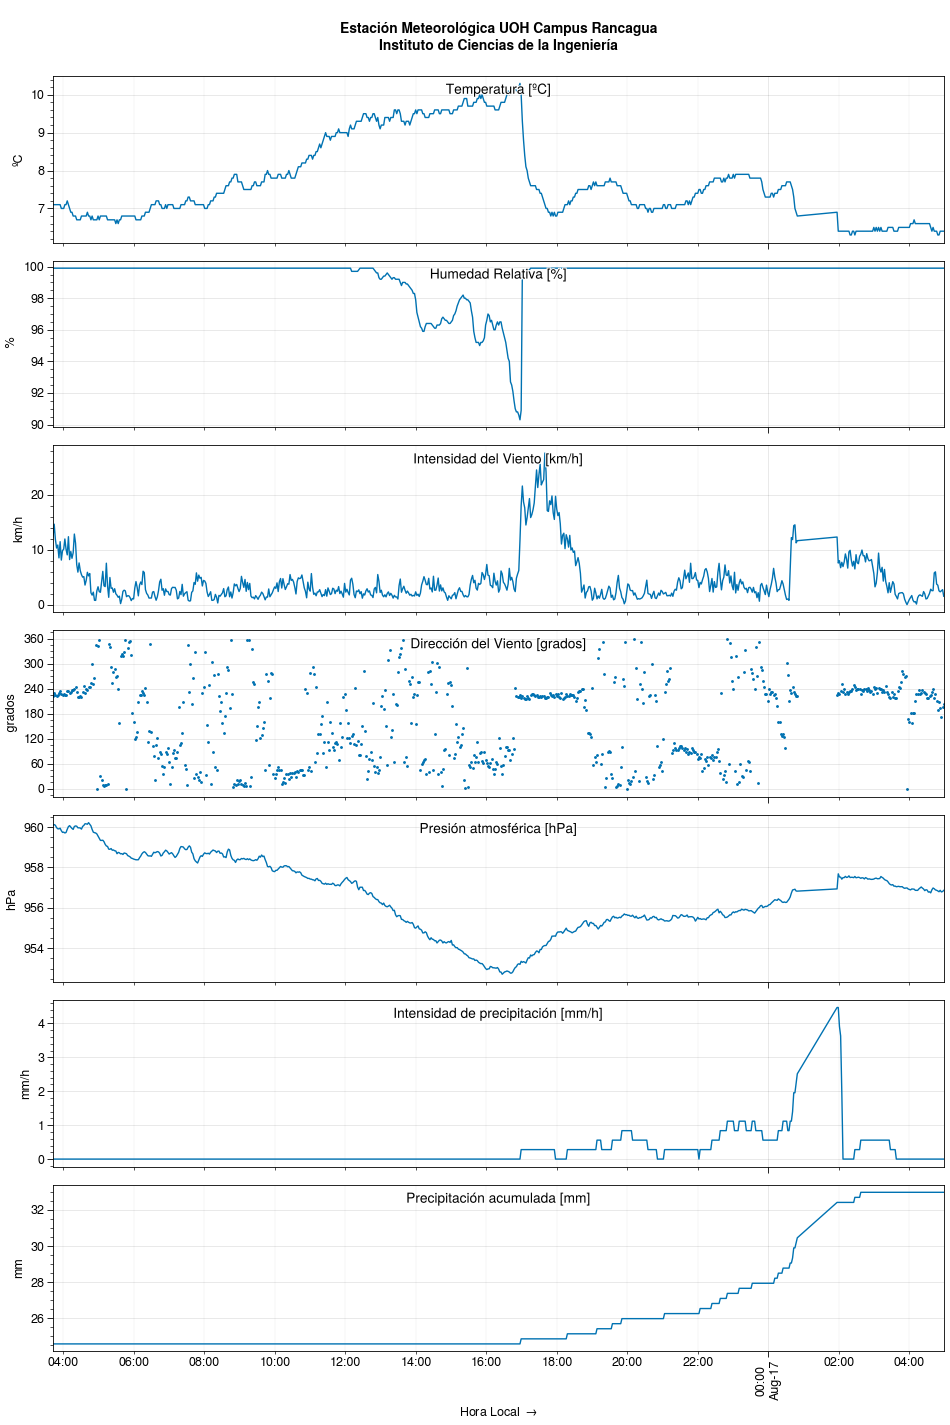 Estación Meteorológica UOH Campus Rancagua
Instituto de Ciencias de la Ingeniería
Temperatura [ºC]
ºC
10
9
8
7
Humedad Relativa [%]
%
100
98
96
94
92
90
Intensidad del Viento [km/h]
km/h
20
10
0
Dirección del Viento [grados]
grados
360
300
240
180
120
60
0
Presión atmosférica [hPa]
hPa
960
958
956
954
Intensidad de precipitación [mm/h]
mm/h
4
3
2
1
0
Precipitación acumulada [mm]
mm
32
30
28
26
04:00 06:00 08:00 10:00 12:00 14:00 16:00 18:00 20:00 22:00 00:00 02:00 04:00
Aug-17
Hora Local →